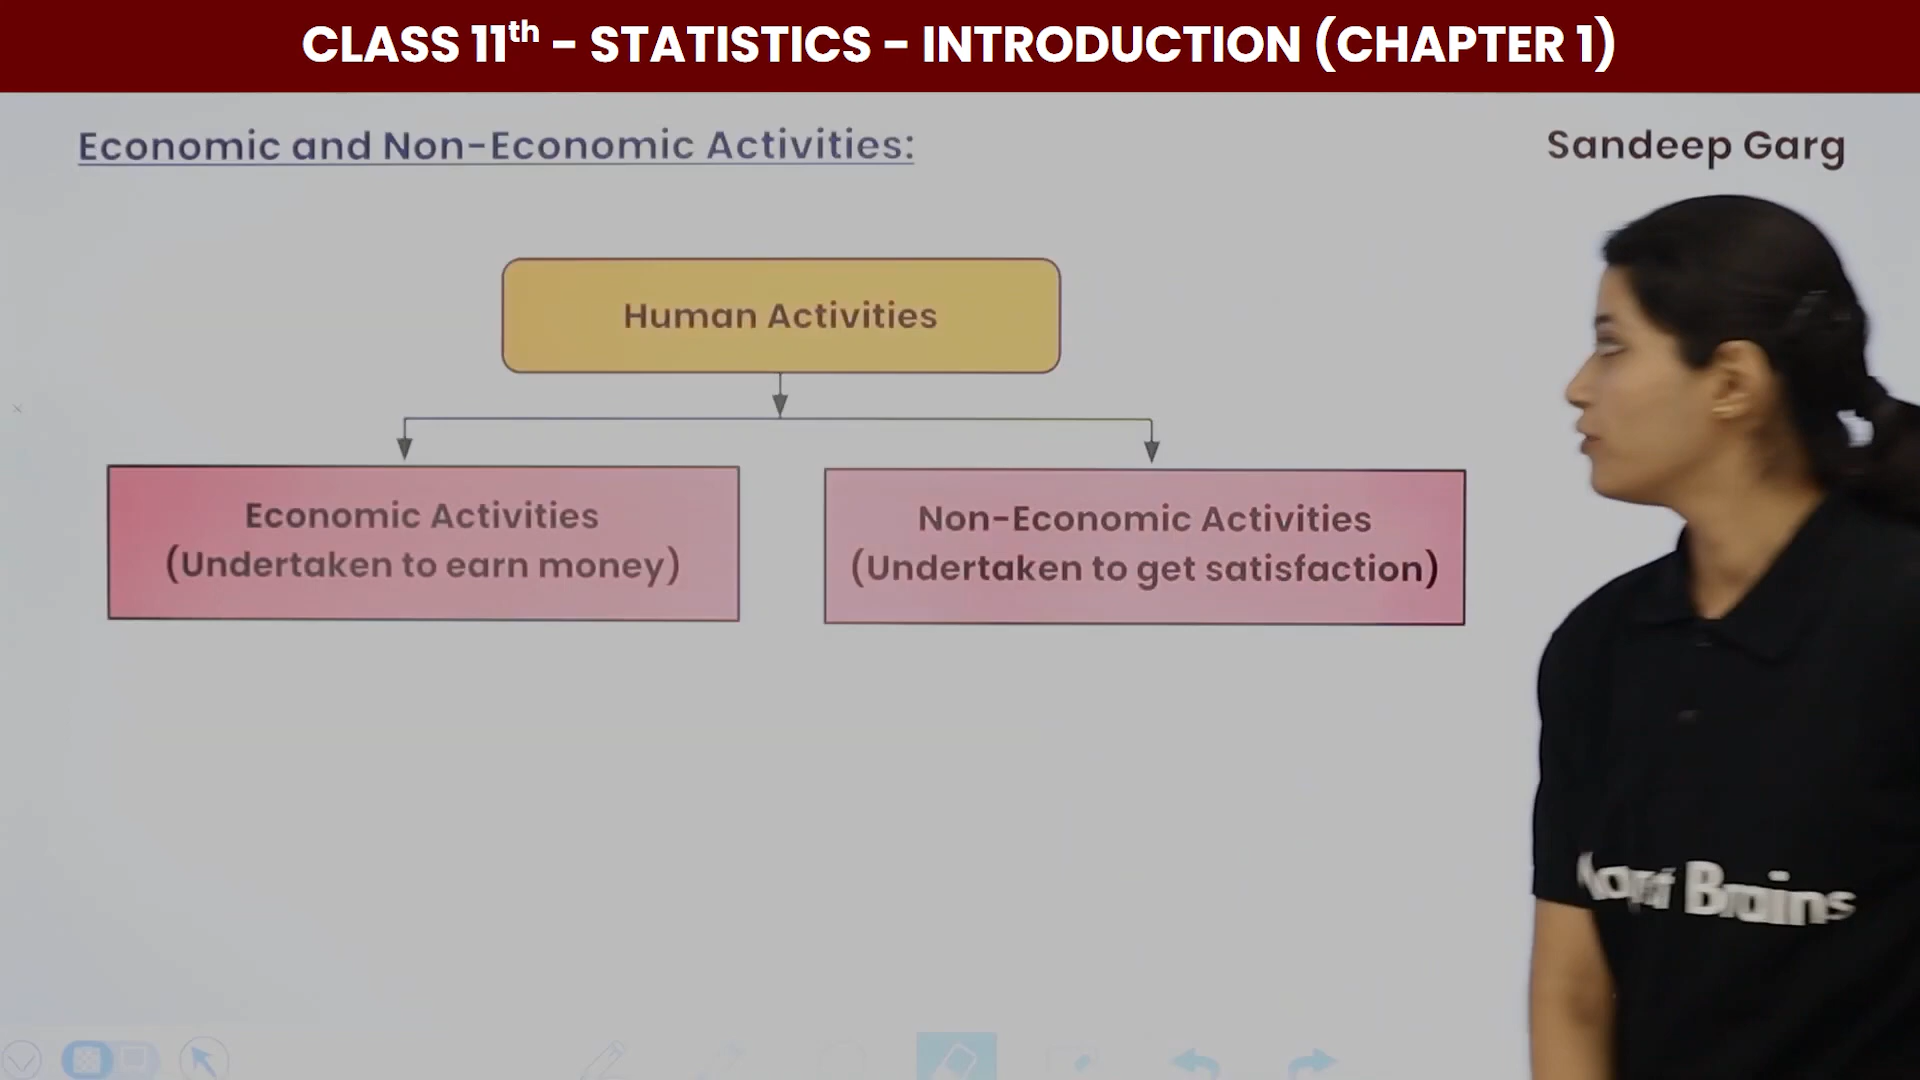 CLASS 11th - STATISTICS - INTRODUCTION (CHAPTER 1)
Economic and Non-Economic Activities:
Sandeep Garg
Human Activities
Economic Activities
(Undertaken to earn money)
Non-Economic Activities
(Undertaken to get satisfaction)
Brains